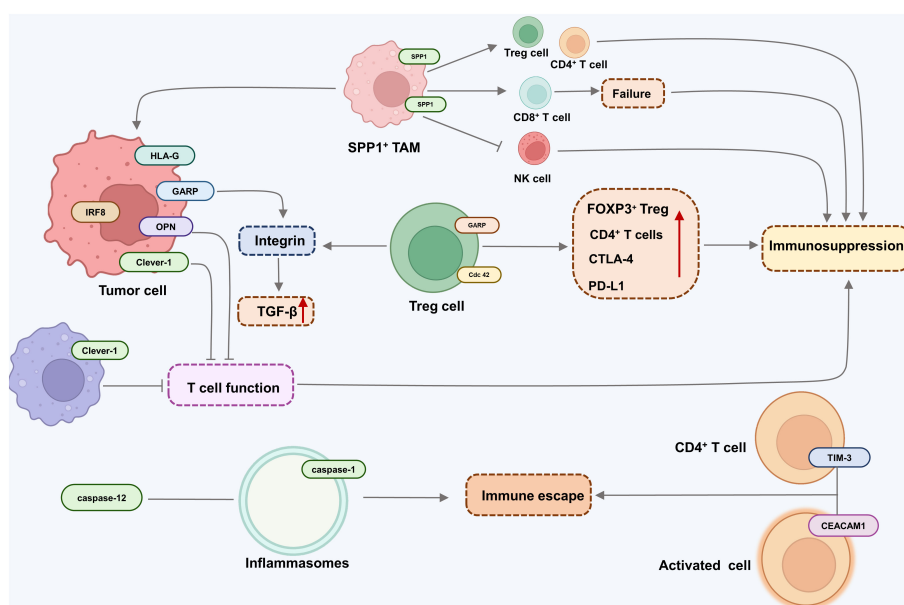 SPP1
SPP1
SPP1⁺ TAM
Treg cell
CD4⁺ T cell
CD8⁺ T cell
Failure
NK cell
HLA-G
GARP
IRF8
OPN
Clever-1
Tumor cell
Integrin
TGF-β
GARP
Cdc 42
Treg cell
FOXP3⁺ Treg
CD4⁺ T cells
CTLA-4
PD-L1
Immunosuppression
Clever-1
T cell function
caspase-12
caspase-1
Inflammasomes
Immune escape
CD4⁺ T cell
TIM-3
CEACAM1
Activated cell